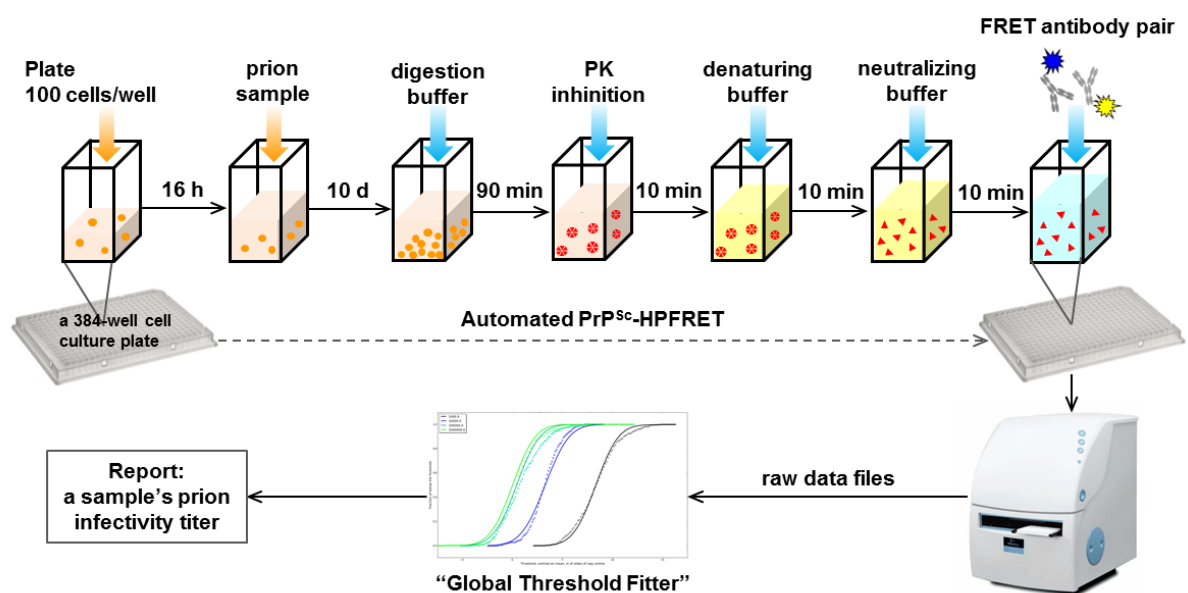 FRET antibody pair
Plate
100 cells/well
prion
sample
digestion
buffer
PK
inhinition
denaturing
buffer
neutralizing
buffer
16 h
10 d
90 min
10 min
10 min
10 min
a 384-well cell
culture plate
Automated PrPSc-HPFRET
Report:
a sample's prion
infectivity titer
raw data files
"Global Threshold Fitter"